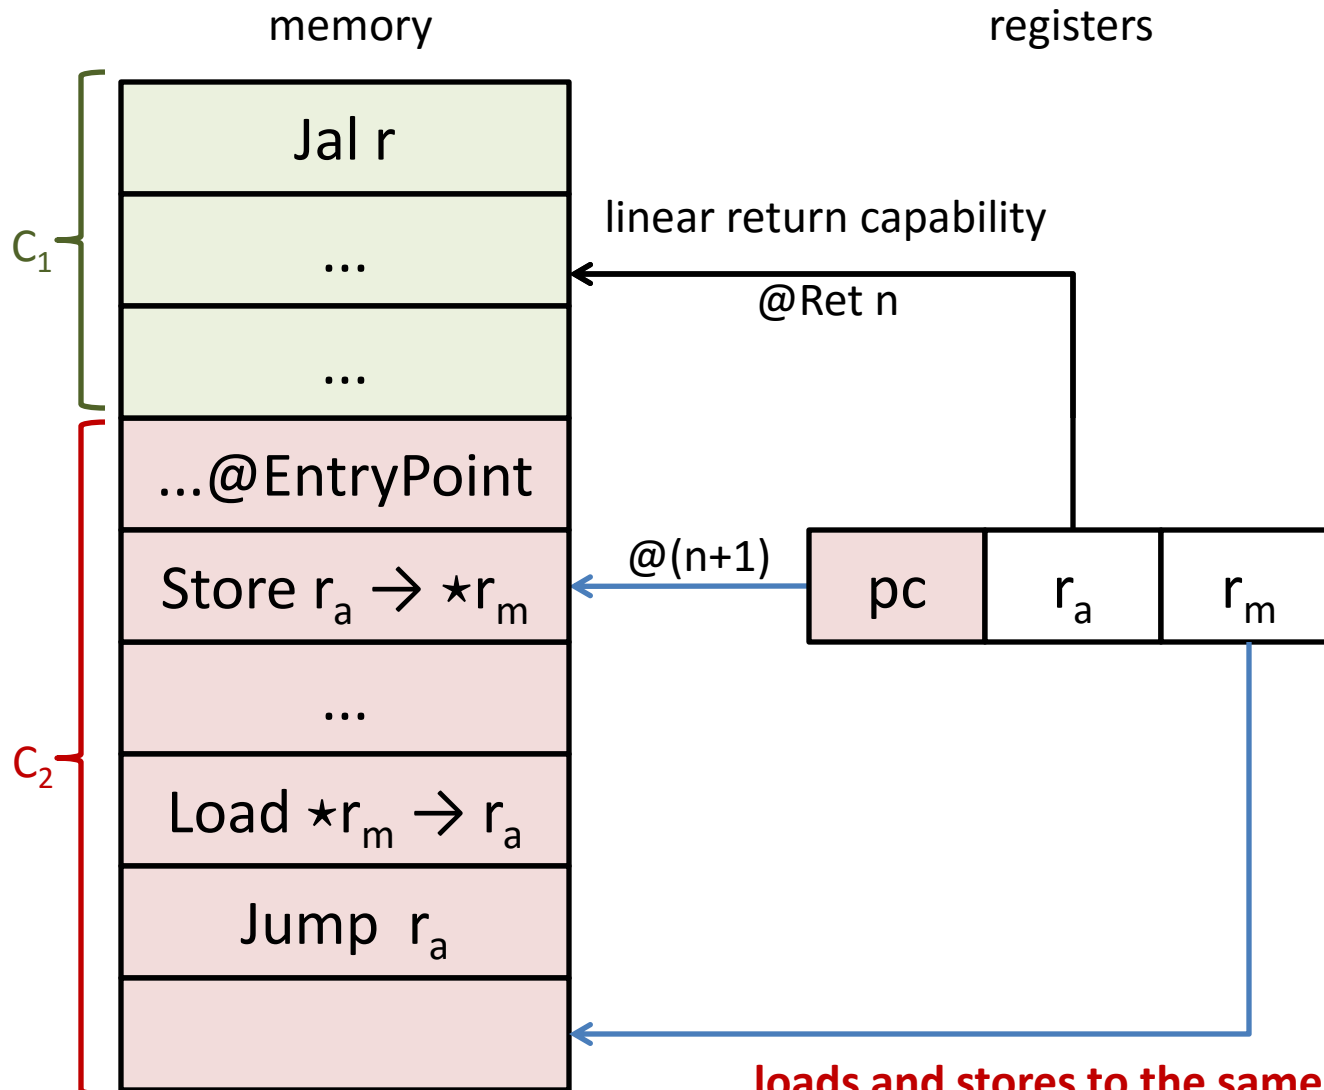 memory
registers
Jal r
linear return capability
C₁
...
@Ret n
...
...@EntryPoint
@(n+1)
Store rₐ → ⋆rₘ
pc
rₐ
rₘ
...
C₂
Load ⋆rₘ → rₐ
Jump rₐ
loads and stores to the same